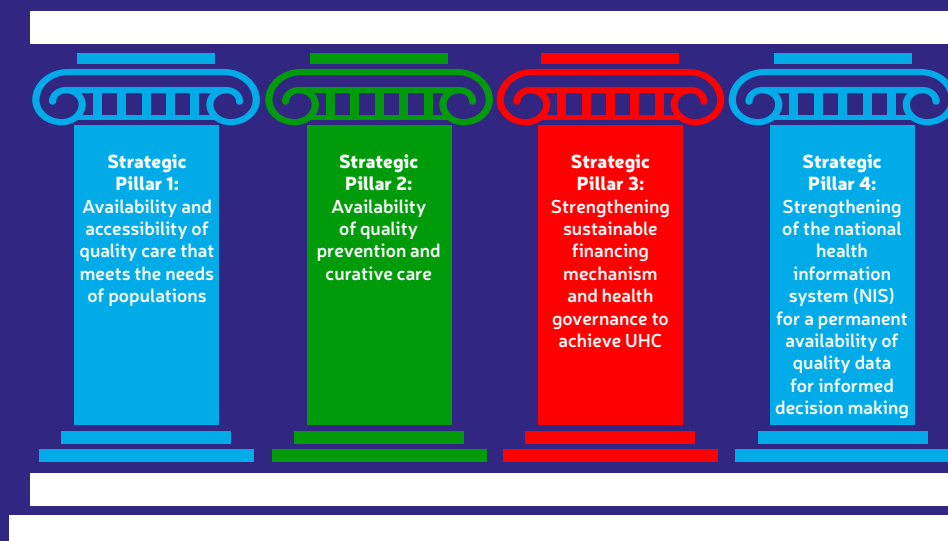 Strategic
Pillar 1:
Availability and
accessibility of
quality care that
meets the needs
of populations
Strategic
Pillar 2:
Availability
of quality
prevention and
curative care
Strategic
Pillar 3:
Strengthening
sustainable
financing
mechanism
and health
governance to
achieve UHC
Strategic
Pillar 4:
Strengthening
of the national
health
information
system (NIS)
for a permanent
availability of
quality data
for informed
decision making